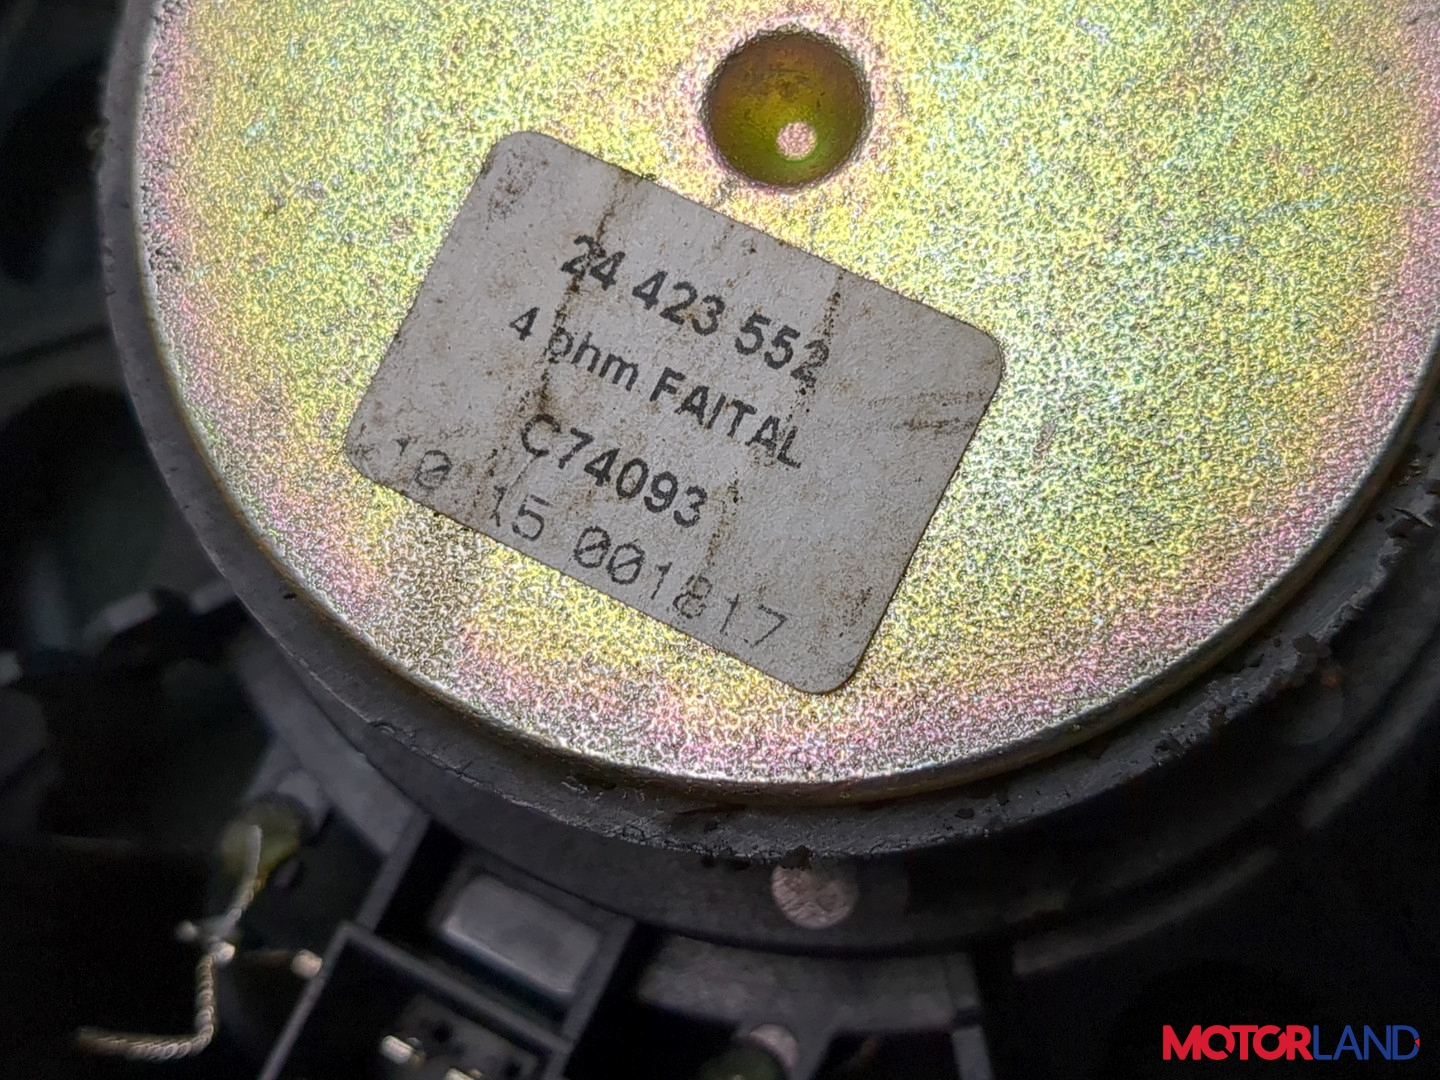 24 423 552
4 ohm FAITAL
C74093
10 15 001817
MOTORLAND